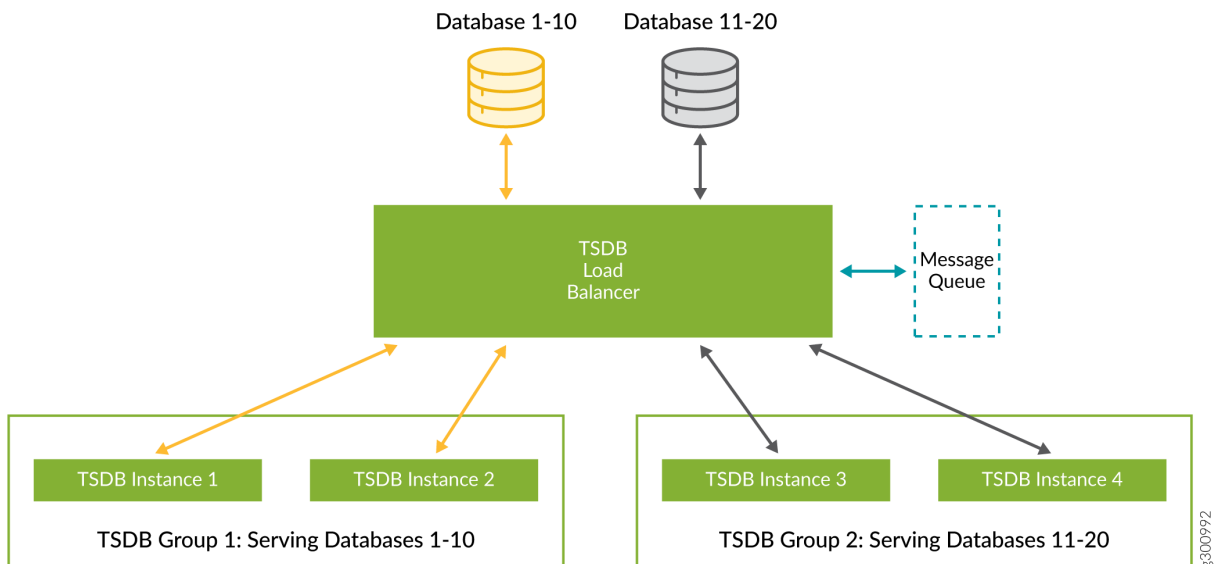 Database 1-10
Database 11-20
TSDB
Load
Balancer
Message
Queue
TSDB Instance 1
TSDB Instance 2
TSDB Instance 3
TSDB Instance 4
TSDB Group 1: Serving Databases 1-10
TSDB Group 2: Serving Databases 11-20
g300992